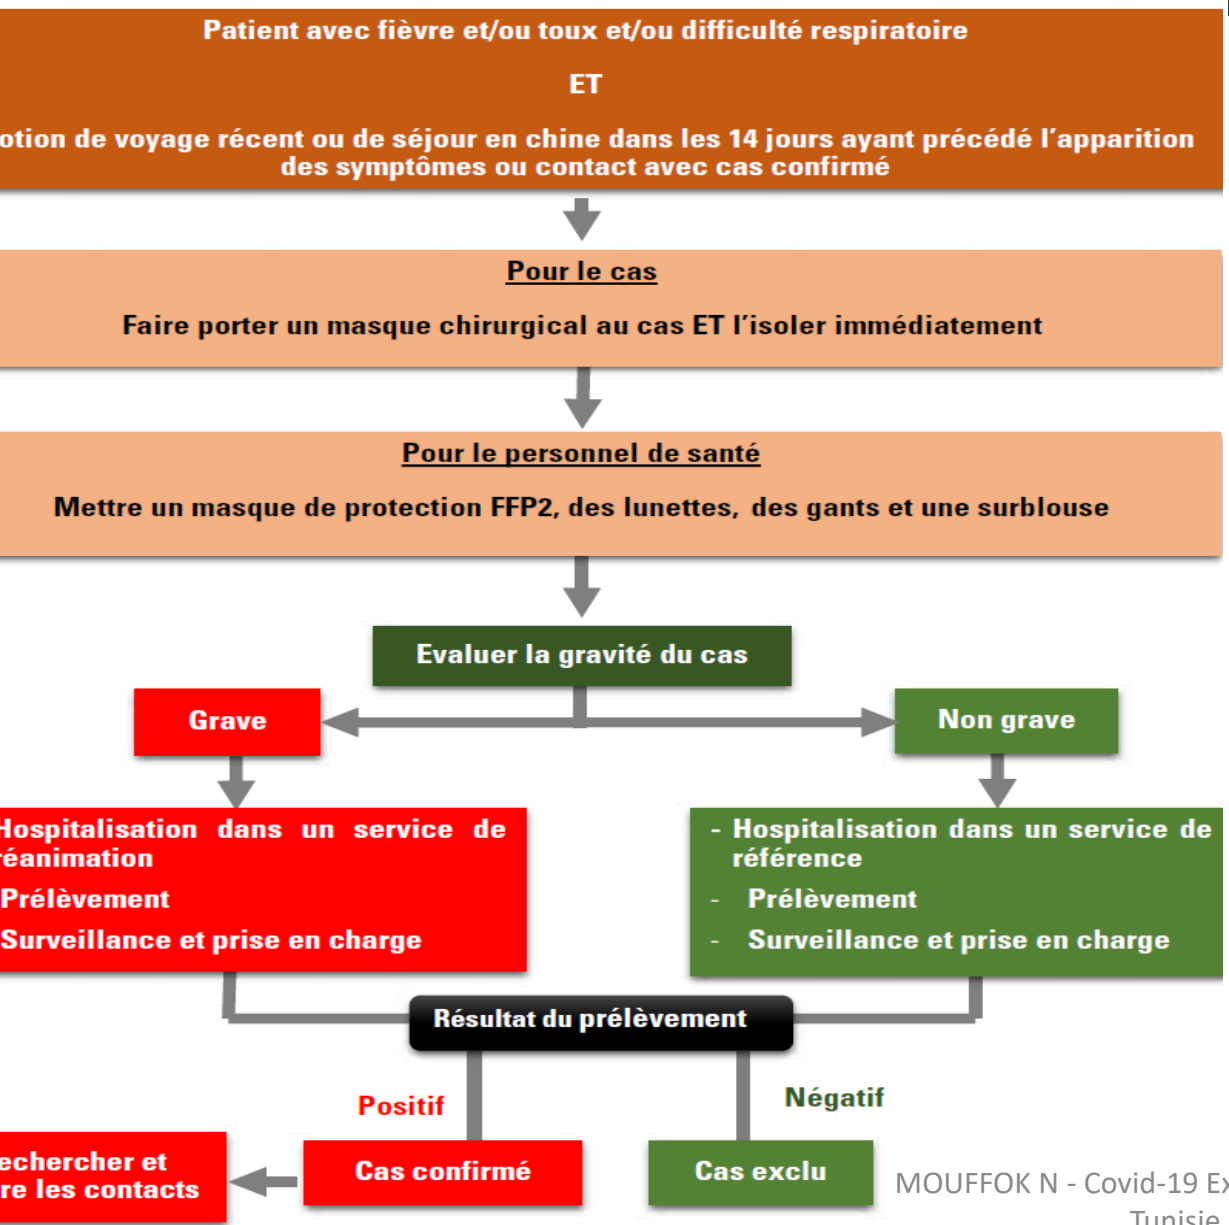 Patient avec fièvre et/ou toux et/ou difficulté respiratoire
ET
otion de voyage récent ou de séjour en chine dans les 14 jours ayant précédé l’apparition
des symptômes ou contact avec cas confirmé
Pour le cas
Faire porter un masque chirurgical au cas ET l’isoler immédiatement
Pour le personnel de santé
Mettre un masque de protection FFP2, des lunettes, des gants et une surblouse
Evaluer la gravité du cas
Grave
Non grave
Hospitalisation dans un service de
réanimation
Prélèvement
Surveillance et prise en charge
- Hospitalisation dans un service de
référence
- Prélèvement
- Surveillance et prise en charge
Résultat du prélèvement
Positif
Négatif
echercher et
re les contacts
Cas confirmé
Cas exclu
MOUFFOK N - Covid-19 Ex
Tunisie